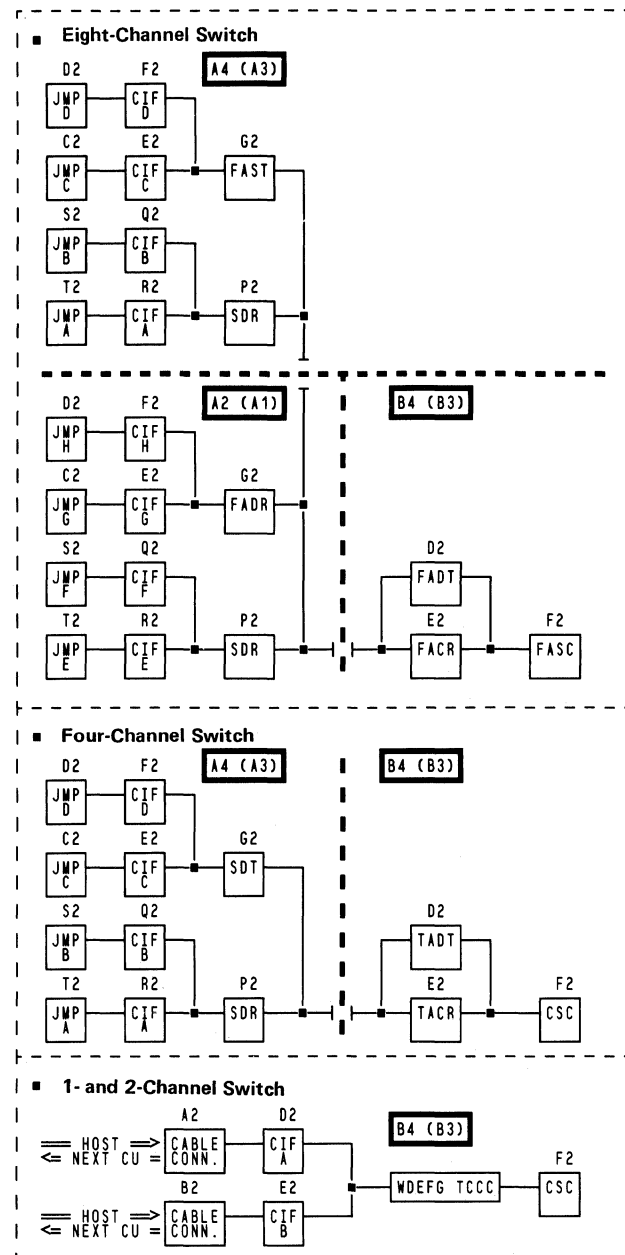 ■ Eight-Channel Switch
D2 F2 A4 (A3)
JMP D CIF D
C2 E2 G2
JMP C CIF C FAST
S2 Q2
JMP B CIF B
T2 R2 P2
JMP A CIF A SDR
D2 F2 A2 (A1) B4 (B3)
JMP H CIF H
C2 E2 G2
JMP G CIF G FADR
S2 Q2 D2
JMP F CIF F FADT
T2 R2 P2 E2 F2
JMP E CIF E SDR FACR FASC
■ Four-Channel Switch
D2 F2 A4 (A3) B4 (B3)
JMP D CIF D
C2 E2 G2
JMP C CIF C SDT
S2 Q2 D2
JMP B CIF B TADT
T2 R2 P2 E2 F2
JMP A CIF A SDR TACR CSC
■ 1- and 2-Channel Switch
A2 D2 B4 (B3)
== HOST => CABLE CIF
<= NEXT CU = CONN. A
B2 E2 F2
WDEFG TCCC CSC
== HOST => CABLE CIF
<= NEXT CU = CONN. B